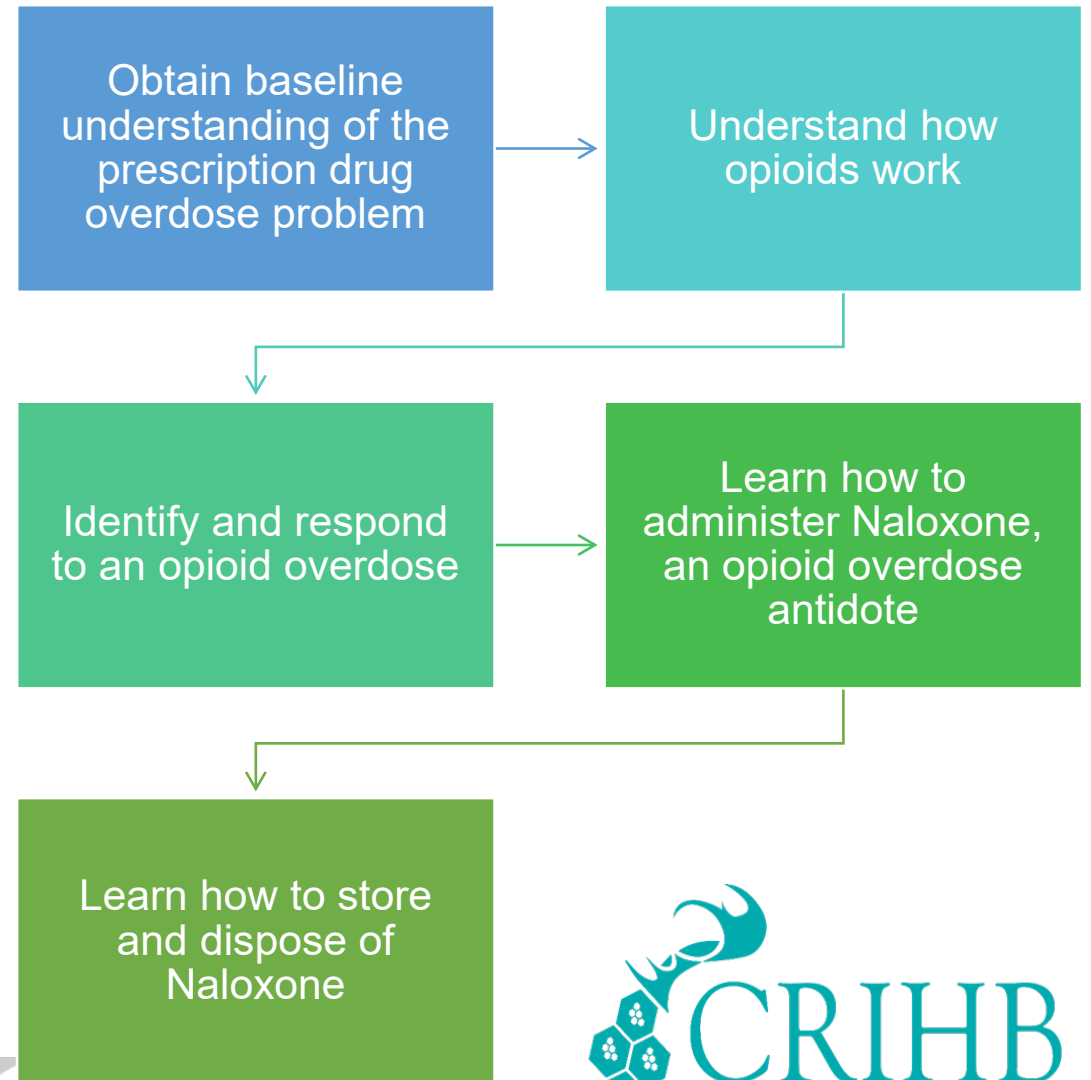 Obtain baseline
understanding of the
prescription drug
overdose problem
Understand how
opioids work
Identify and respond
to an opioid overdose
Learn how to
administer Naloxone,
an opioid overdose
antidote
Learn how to store
and dispose of
Naloxone
CRIHB